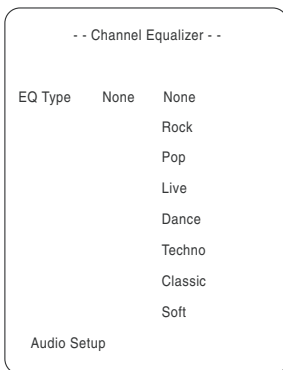 - - Channel Equalizer - -
EQ Type None None
Rock
Pop
Live
Dance
Techno
Classic
Soft
Audio Setup